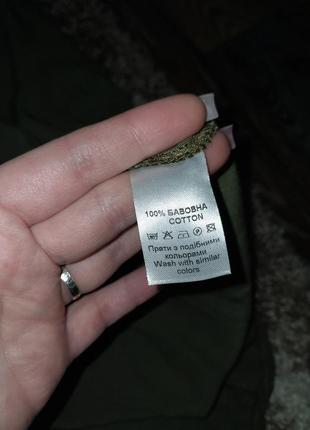 100% БАВОВНА
COTTON
Прати з подібними
кольорами
Wash with similar
colors